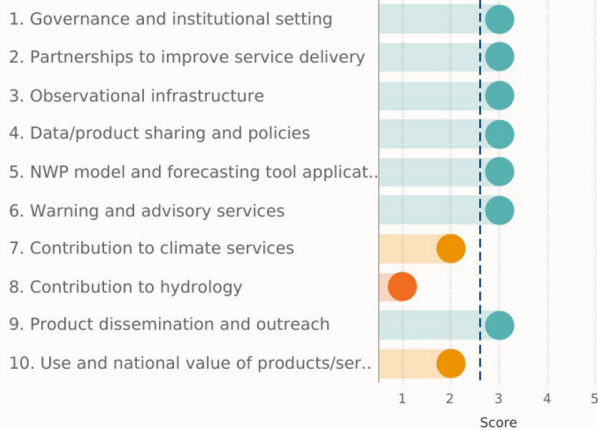 1. Governance and institutional setting
2. Partnerships to improve service delivery
3. Observational infrastructure
4. Data/product sharing and policies
5. NWP model and forecasting tool applicat..
6. Warning and advisory services
7. Contribution to climate services
8. Contribution to hydrology
9. Product dissemination and outreach
10. Use and national value of products/ser..
1 2 3 4 5
Score